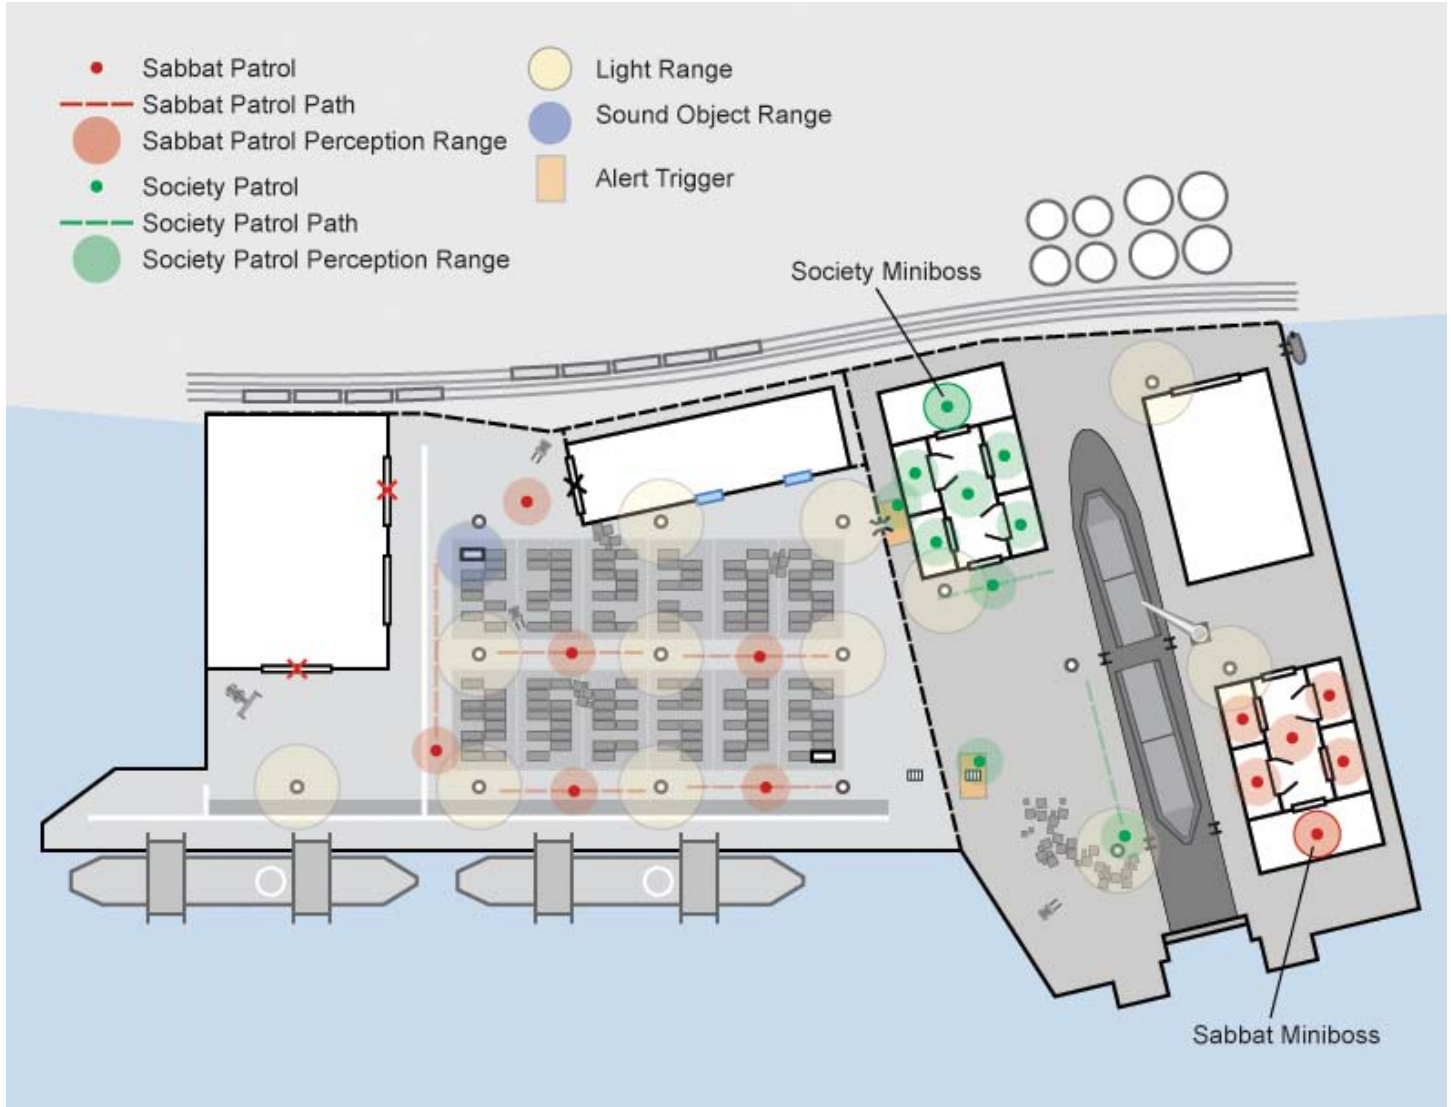 Sabbat Patrol
Sabbat Patrol Path
Sabbat Patrol Perception Range
Society Patrol
Society Patrol Path
Society Patrol Perception Range
Light Range
Sound Object Range
Alert Trigger
Society Miniboss
Sabbat Miniboss